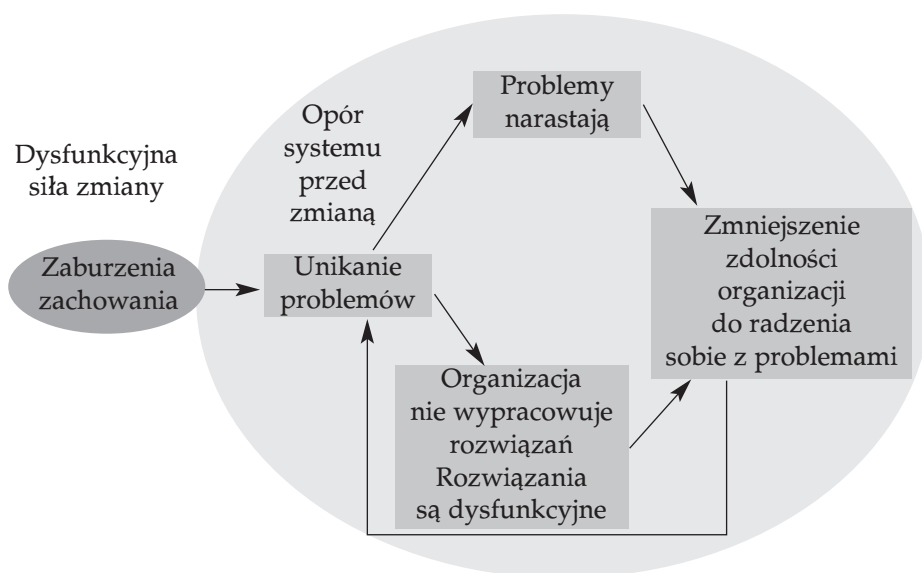 Dysfunkcyjna
siła zmiany
Zaburzenia
zachowania
Opór
systemu
przed
zmianą
Unikanie
problemów
Problemy
narastają
Organizacja
nie wypracowuje
rozwiązań
Rozwiązania
są dysfunkcyjne
Zmniejszenie
zdolności
organizacji
do radzenia
sobie z problemami